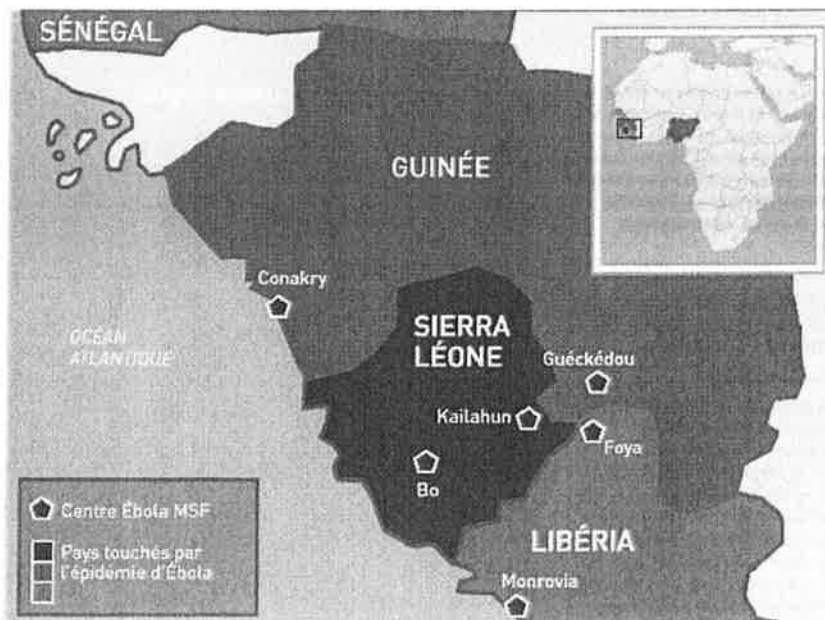 SÉNÉGAL
GUINÉE
Conakry
OCÉAN
ATLANTIQUE
SIERRA
LÉONE
Guéckédou
Kailahun
Foya
Bo
LIBÉRIA
Monrovia
Centre Ébola MSF
Pays touchés par
l'épidémie d'Ébola